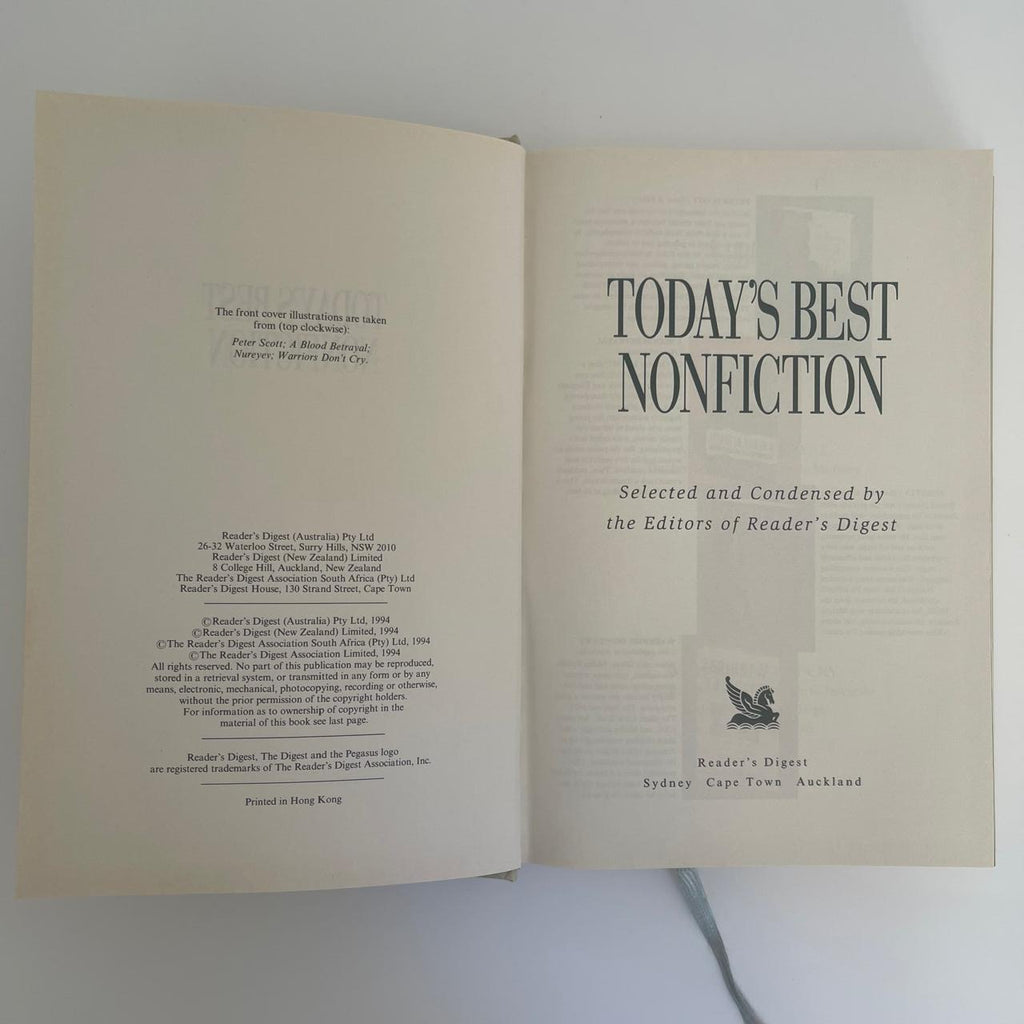 The front cover illustrations are taken
from (top clockwise):
Peter Scott; A Blood Betrayal;
Nureyev; Warriors Don't Cry.
Reader's Digest (Australia) Pty Ltd
26-32 Waterloo Street, Surry Hills, NSW 2010
Reader's Digest (New Zealand) Limited
8 College Hill, Auckland, New Zealand
The Reader's Digest Association South Africa (Pty) Ltd
Reader's Digest House, 130 Strand Street, Cape Town
©Reader's Digest (Australia) Pty Ltd, 1994
©Reader's Digest (New Zealand) Limited, 1994
©The Reader's Digest Association South Africa (Pty) Ltd, 1994
©The Reader's Digest Association Limited, 1994
All rights reserved. No part of this publication may be reproduced,
stored in a retrieval system, or transmitted in any form or by any
means, electronic, mechanical, photocopying, recording or otherwise,
without the prior permission of the copyright holders.
For information as to ownership of copyright in the
material of this book see last page.
Reader's Digest, The Digest and the Pegasus logo
are registered trademarks of The Reader's Digest Association, Inc.
Printed in Hong Kong
TODAY'S BEST
NONFICTION
Selected and Condensed by
the Editors of Reader's Digest
Reader's Digest
Sydney Cape Town Auckland